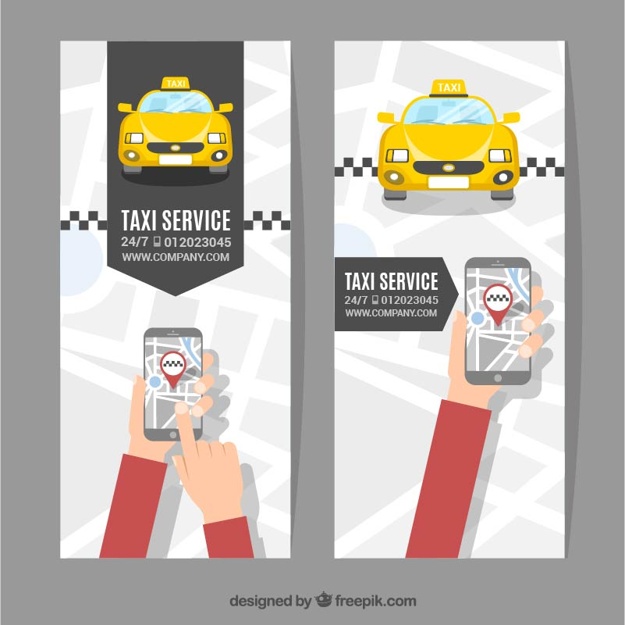 TAXI
TAXI SERVICE
24/7 012023045
WWW.COMPANY.COM
TAXI
TAXI SERVICE
24/7 012023045
WWW.COMPANY.COM
designed by freepik.com